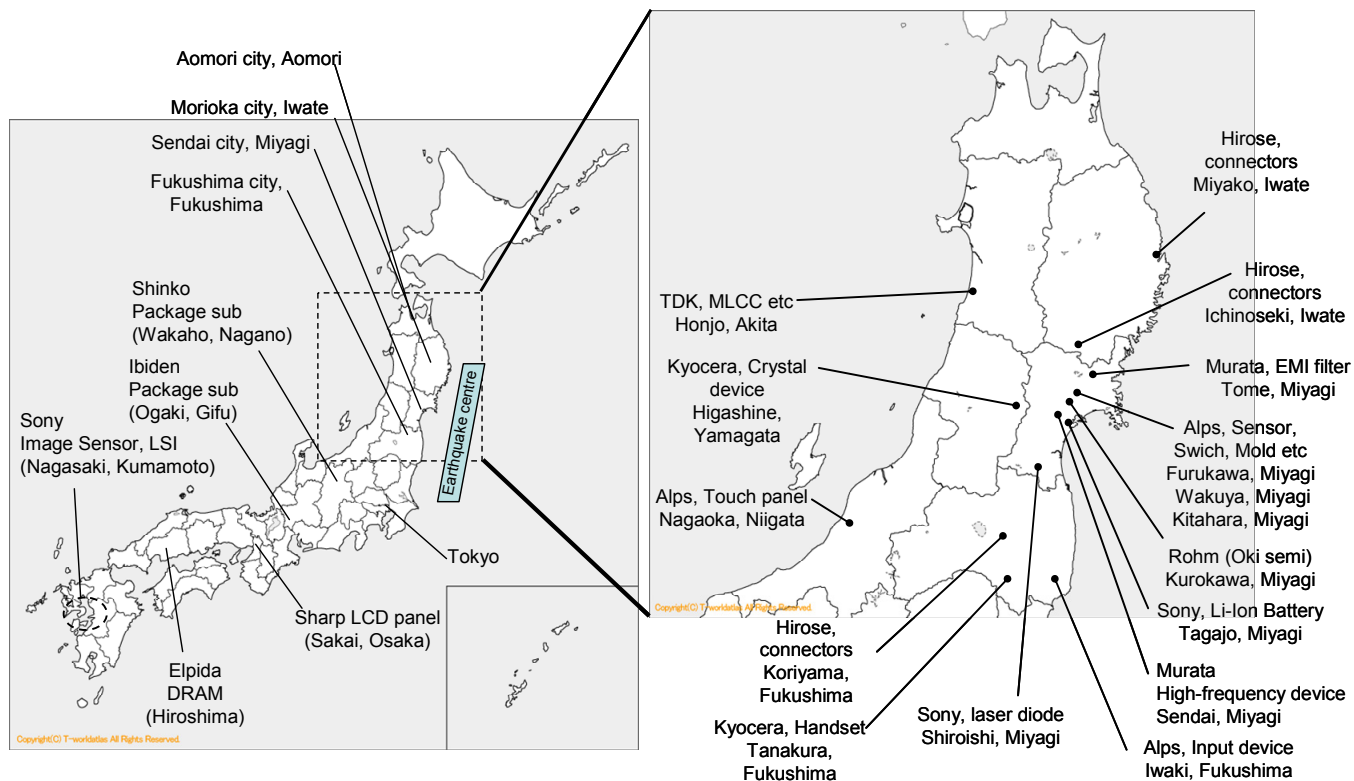 Aomori city, Aomori
Morioka city, Iwate
Sendai city, Miyagi
Fukushima city,
Fukushima
Shinko
Package sub
(Wakaho, Nagano)
Ibiden
Package sub
(Ogaki, Gifu)
Sony
Image Sensor, LSI
(Nagasaki, Kumamoto)
Earthquake centre
Tokyo
Sharp LCD panel
(Sakai, Osaka)
Elpida
DRAM
(Hiroshima)
Copyright(C) T-worldatlas All Rights Reserved.
Hirose,
connectors
Miyako, Iwate
Hirose,
connectors
Ichinoseki, Iwate
TDK, MLCC etc
Honjo, Akita
Kyocera, Crystal
device
Higashine,
Yamagata
Murata, EMI filter
Tome, Miyagi
Alps, Sensor,
Swich, Mold etc
Furukawa, Miyagi
Wakuya, Miyagi
Kitahara, Miyagi
Alps, Touch panel
Nagaoka, Niigata
Rohm (Oki semi)
Kurokawa, Miyagi
Sony, Li-Ion Battery
Tagajo, Miyagi
Copyright(C) T-worldatlas All Rights Reserved.
Hirose,
connectors
Koriyama,
Fukushima
Murata
High-frequency device
Sendai, Miyagi
Kyocera, Handset
Tanakura,
Fukushima
Sony, laser diode
Shiroishi, Miyagi
Alps, Input device
Iwaki, Fukushima